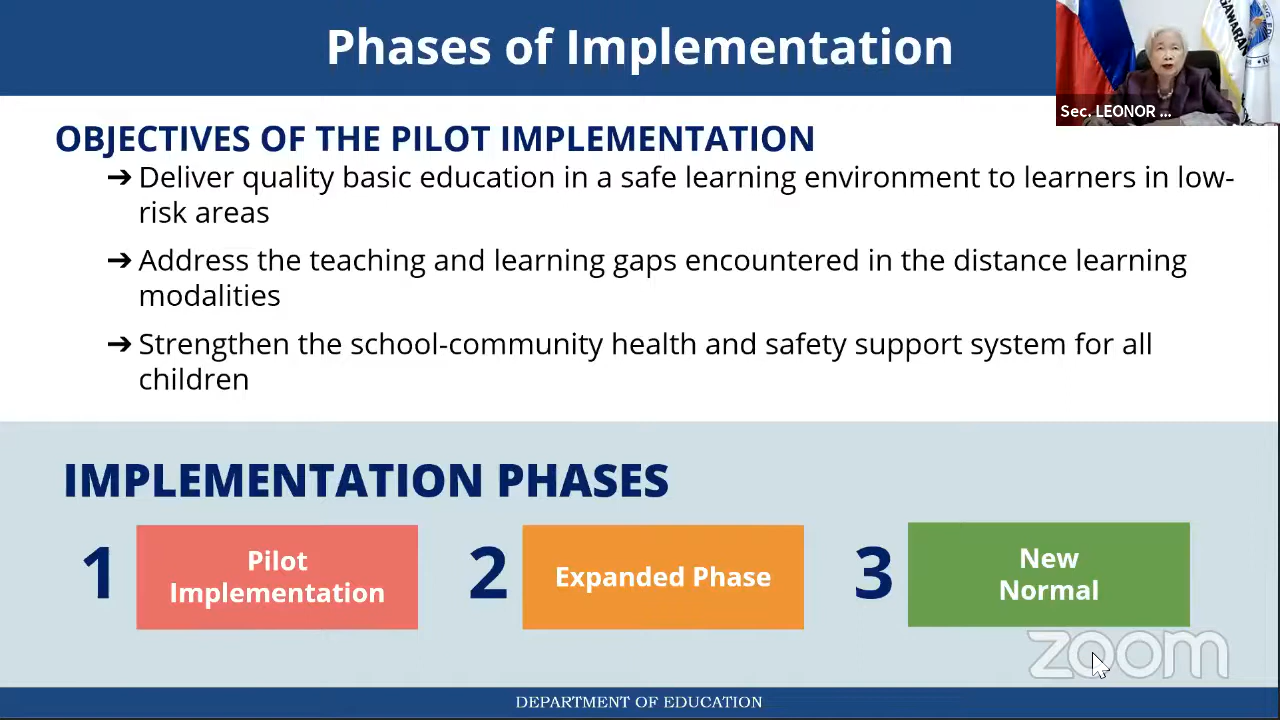 Phases of Implementation
GAWARAN
Sec. LEONOR ...
OBJECTIVES OF THE PILOT IMPLEMENTATION
➔ Deliver quality basic education in a safe learning environment to learners in low-
risk areas
➔ Address the teaching and learning gaps encountered in the distance learning
modalities
➔ Strengthen the school-community health and safety support system for all
children
IMPLEMENTATION PHASES
1 Pilot
Implementation
2 Expanded Phase
3 New
Normal
zoom
DEPARTMENT OF EDUCATION